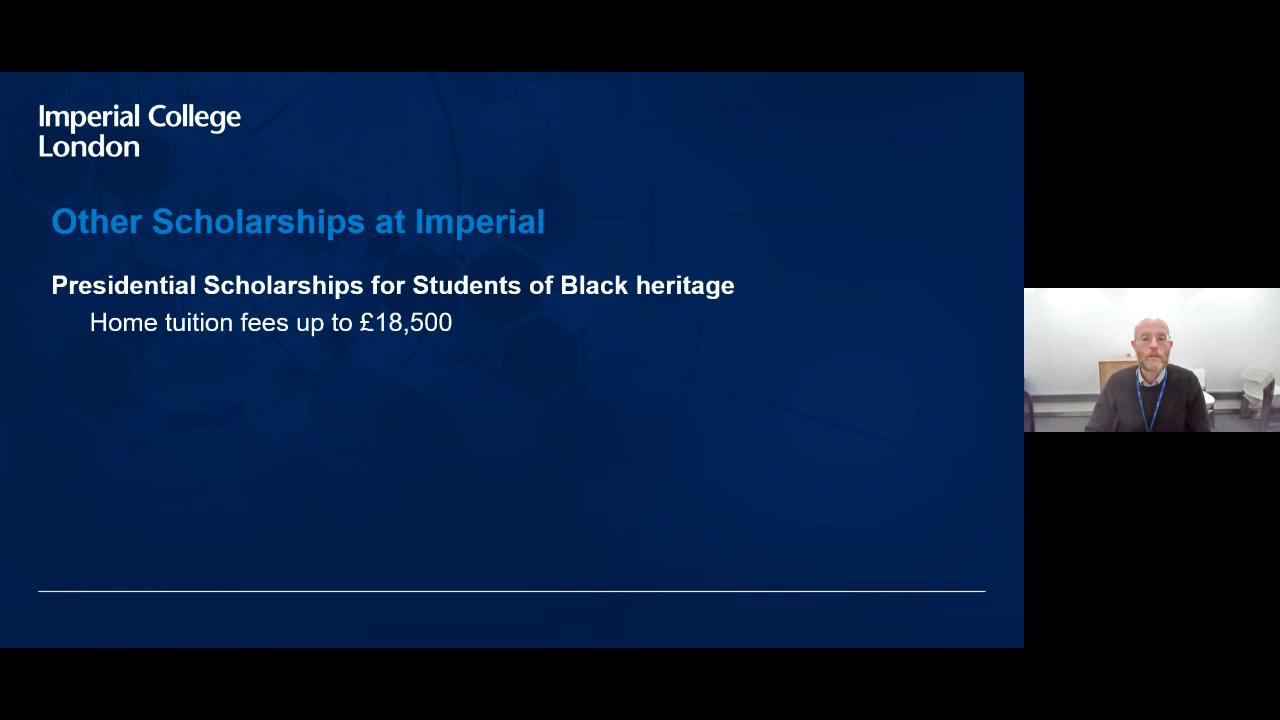 Imperial College
London
Other Scholarships at Imperial
Presidential Scholarships for Students of Black heritage
Home tuition fees up to £18,500